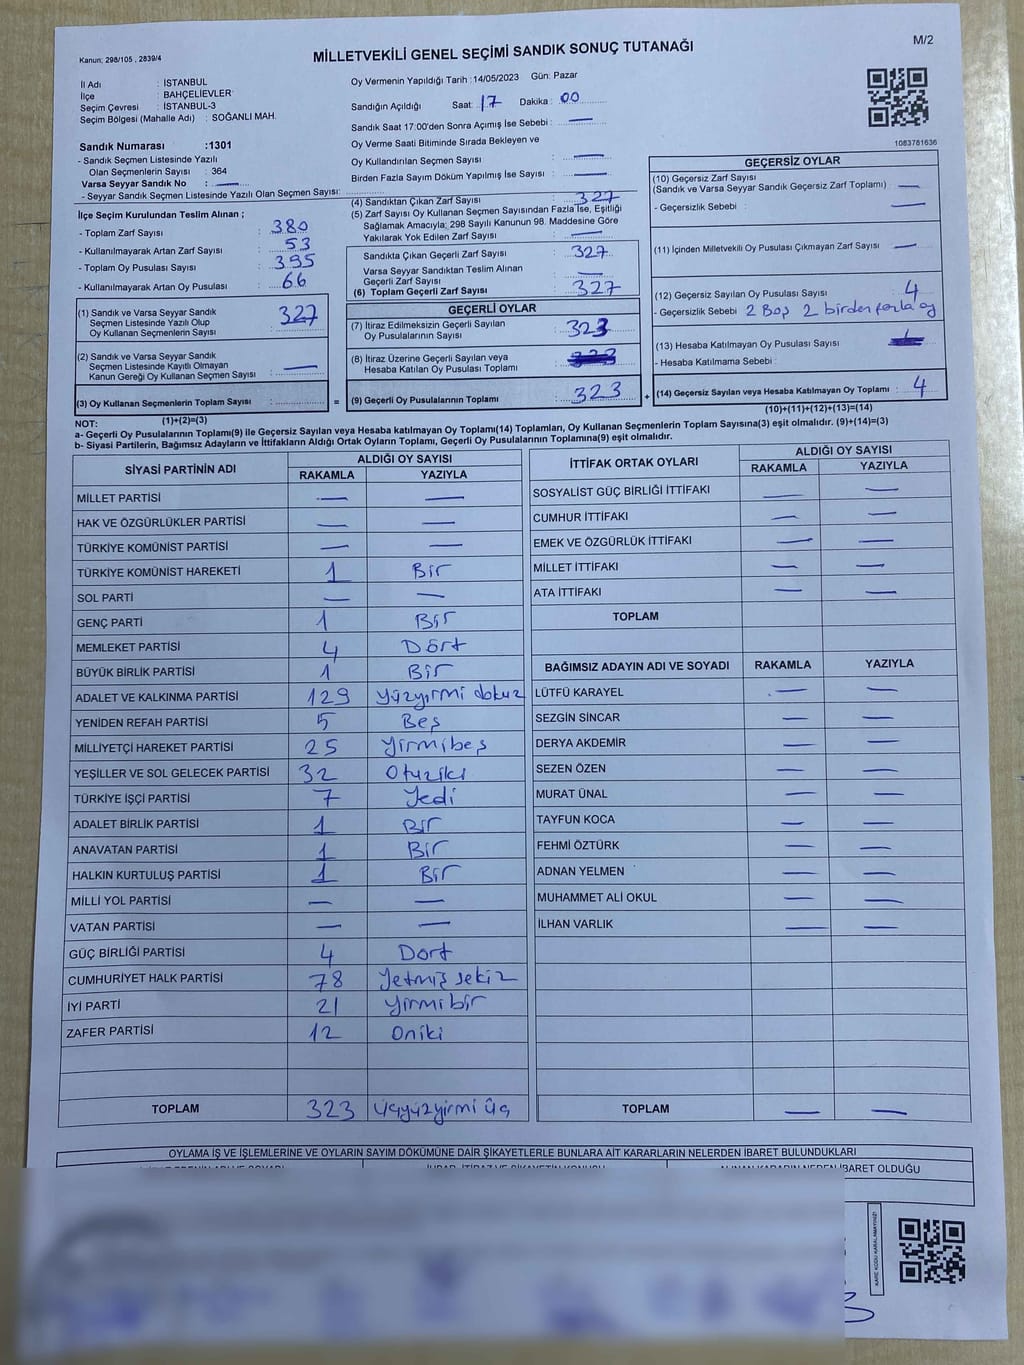 Kanun; 298/105 , 2839/4
MİLLETVEKİLİ GENEL SEÇİMİ SANDIK SONUÇ TUTANAĞI
M/2
İl Adı : İSTANBUL
İlçe : BAHÇELİEVLER
Seçim Çevresi : İSTANBUL-3
Seçim Bölgesi (Mahalle Adı) : SOĞANLI MAH.
Sandık Numarası :1301
- Sandık Seçmen Listesinde Yazılı
Olan Seçmenlerin Sayısı : 364
Varsa Seyyar Sandık No : —
- Seyyar Sandık Seçmen Listesinde Yazılı Olan Seçmen Sayısı:
Oy Vermenin Yapıldığı Tarih :14/05/2023 Gün: Pazar
Sandığın Açıldığı Saat: 17 Dakika : 00
Sandık Saat 17:00'den Sonra Açımış İse Sebebi : —
Oy Verme Saati Bitiminde Sırada Bekleyen ve
Oy Kullandırılan Seçmen Sayısı : —
Birden Fazla Sayım Döküm Yapılmış İse Sayısı : —
1083781636
İlçe Seçim Kurulundan Teslim Alınan ;
- Toplam Zarf Sayısı : 380
- Kullanılmayarak Artan Zarf Sayısı : 53
- Toplam Oy Pusulası Sayısı : 395
- Kullanılmayarak Artan Oy Pusulası : 66
(1) Sandık ve Varsa Seyyar Sandık
Seçmen Listesinde Yazılı Olup
Oy Kullanan Seçmenlerin Sayısı : 327
(2) Sandık ve Varsa Seyyar Sandık
Seçmen Listesinde Kayıtlı Olmayan
Kanun Gereği Oy Kullanan Seçmen Sayısı : —
(3) Oy Kullanan Seçmenlerin Toplam Sayısı :
(1)+(2)=(3)
(4) Sandıktan Çıkan Zarf Sayısı : 327
(5) Zarf Sayısı Oy Kullanan Seçmen Sayısından Fazla İse, Eşitliği
Sağlamak Amacıyla; 298 Sayılı Kanunun 98. Maddesine Göre
Yakılarak Yok Edilen Zarf Sayısı : —
Sandıkta Çıkan Geçerli Zarf Sayısı : 327
Varsa Seyyar Sandıktan Teslim Alınan
Geçerli Zarf Sayısı : —
(6) Toplam Geçerli Zarf Sayısı : 327
GEÇERLİ OYLAR
(7) İtiraz Edilmeksizin Geçerli Sayılan
Oy Pusulalarının Sayısı : 323
(8) İtiraz Üzerine Geçerli Sayılan veya
Hesaba Katılan Oy Pusulası Toplamı :
= (9) Geçerli Oy Pusulalarının Toplamı : 323
GEÇERSİZ OYLAR
(10) Geçersiz Zarf Sayısı
(Sandık ve Varsa Seyyar Sandık Geçersiz Zarf Toplamı) : —
- Geçersizlik Sebebi : —
(11) İçinden Milletvekili Oy Pusulası Çıkmayan Zarf Sayısı : —
(12) Geçersiz Sayılan Oy Pusulası Sayısı : 4
- Geçersizlik Sebebi : 2 Boş 2 birden fazla oy
(13) Hesaba Katılmayan Oy Pusulası Sayısı :
- Hesaba Katılmama Sebebi :
+ (14) Geçersiz Sayılan veya Hesaba Katılmayan Oy Toplamı : 4
(10)+(11)+(12)+(13)=(14)
NOT:
a- Geçerli Oy Pusulalarının Toplamı(9) ile Geçersiz Sayılan veya Hesaba katılmayan Oy Toplamı(14) Toplamları, Oy Kullanan Seçmenlerin Toplam Sayısına(3) eşit olmalıdır. (9)+(14)=(3)
b- Siyasi Partilerin, Bağımsız Adayların ve İttifakların Aldığı Ortak Oyların Toplamı, Geçerli Oy Pusulalarının Toplamına(9) eşit olmalıdır.
SİYASİ PARTİNİN ADI ALDIĞI OY SAYISI
RAKAMLA YAZIYLA
MİLLET PARTİSİ — —
HAK VE ÖZGÜRLÜKLER PARTİSİ — —
TÜRKİYE KOMÜNİST PARTİSİ — —
TÜRKİYE KOMÜNİST HAREKETİ 1 Bir
SOL PARTİ — —
GENÇ PARTİ 1 Bir
MEMLEKET PARTİSİ 4 Dört
BÜYÜK BİRLİK PARTİSİ 1 Bir
ADALET VE KALKINMA PARTİSİ 129 Yüzyirmi dokuz
YENİDEN REFAH PARTİSİ 5 Beş
MİLLİYETÇİ HAREKET PARTİSİ 25 Yirmibeş
YEŞİLLER VE SOL GELECEK PARTİSİ 32 Otuziki
TÜRKİYE İŞÇİ PARTİSİ 7 Yedi
ADALET BİRLİK PARTİSİ 1 Bir
ANAVATAN PARTİSİ 1 Bir
HALKIN KURTULUŞ PARTİSİ 1 Bir
MİLLİ YOL PARTİSİ — —
VATAN PARTİSİ — —
GÜÇ BİRLİĞİ PARTİSİ 4 Dort
CUMHURİYET HALK PARTİSİ 78 Yetmiş sekiz
İYİ PARTİ 21 Yirmibir
ZAFER PARTİSİ 12 Oniki
TOPLAM 323 Üçyüzyirmi üç
İTTİFAK ORTAK OYLARI ALDIĞI OY SAYISI
RAKAMLA YAZIYLA
SOSYALİST GÜÇ BİRLİĞİ İTTİFAKI — —
CUMHUR İTTİFAKI — —
EMEK VE ÖZGÜRLÜK İTTİFAKI — —
MİLLET İTTİFAKI — —
ATA İTTİFAKI — —
TOPLAM
BAĞIMSIZ ADAYIN ADI VE SOYADI RAKAMLA YAZIYLA
LÜTFÜ KARAYEL — —
SEZGİN SİNCAR — —
DERYA AKDEMİR — —
SEZEN ÖZEN — —
MURAT ÜNAL — —
TAYFUN KOCA — —
FEHMİ ÖZTÜRK — —
ADNAN YELMEN — —
MUHAMMET ALİ OKUL — —
İLHAN VARLIK — —
TOPLAM — —
OYLAMA İŞ VE İŞLEMLERİNE VE OYLARIN SAYIM DÖKÜMÜNE DAİR ŞİKAYETLERLE BUNLARA AİT KARARLARIN NELERDEN İBARET BULUNDUKLARI
ALINAN KARARIN NEDEN İBARET OLDUĞU
KARE KODU KARALAMAYINIZ!